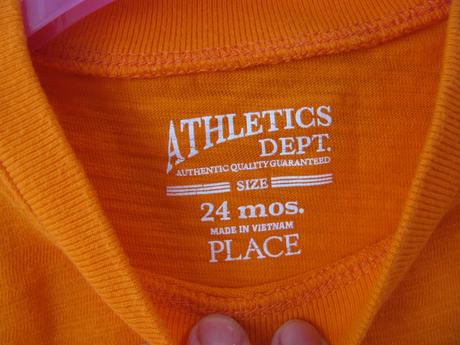 ATHLETICS
DEPT.
AUTHENTIC QUALITY GUARANTEED
SIZE
24 mos.
MADE IN VIETNAM
PLACE